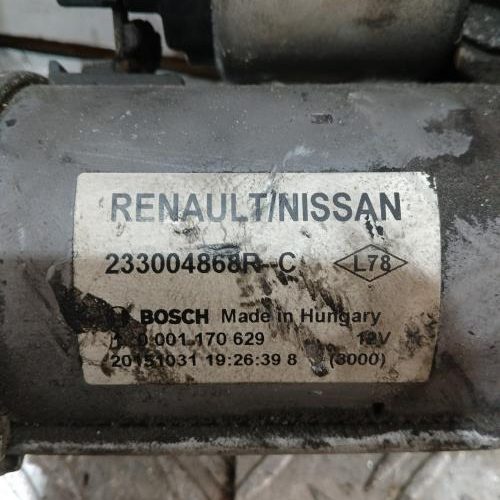 RENAULT/NISSAN
233004868R-C L78
BOSCH Made in Hungary
0 001 170 629 12V
20151031 19:26:39 8 (3000)